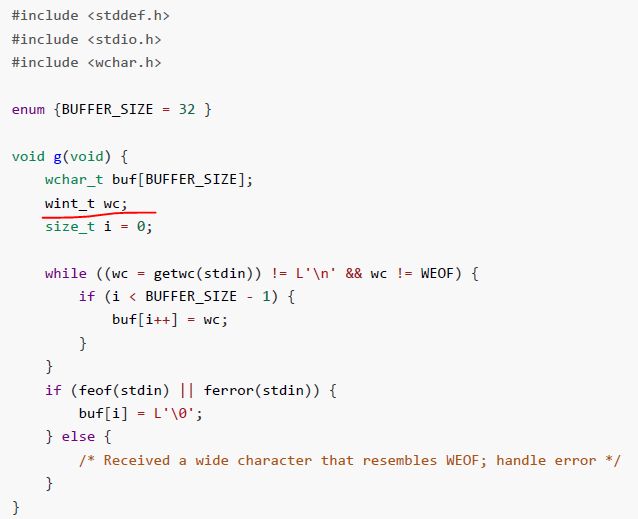 #include <stddef.h>
#include <stdio.h>
#include <wchar.h>
enum {BUFFER_SIZE = 32 }
void g(void) {
wchar_t buf[BUFFER_SIZE];
wint_t wc;
size_t i = 0;
while ((wc = getwc(stdin)) != L'\n' && wc != WEOF) {
if (i < BUFFER_SIZE - 1) {
buf[i++] = wc;
}
}
if (feof(stdin) || ferror(stdin)) {
buf[i] = L'\0';
} else {
/* Received a wide character that resembles WEOF; handle error */
}
}